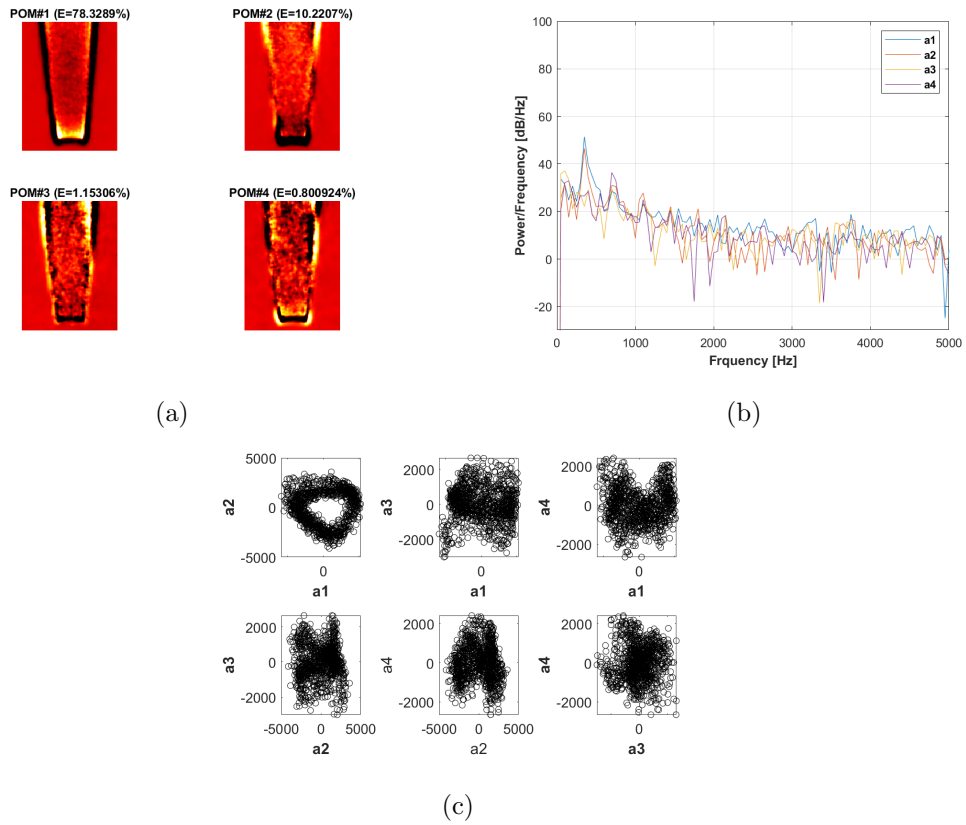 POM#1 (E=78.3289%) POM#2 (E=10.2207%)
POM#3 (E=1.15306%) POM#4 (E=0.800924%)
(a)
100
80
60
40
20
0
-20
0 1000 2000 3000 4000 5000
Power/Frequency [dB/Hz]
Frquency [Hz]
a1
a2
a3
a4
(b)
5000
0
-5000
a2
0
a1
2000
0
-2000
a3
0
a1
2000
0
-2000
a4
0
a1
2000
0
-2000
a3
-5000 0 5000
a2
2000
0
-2000
a4
-5000 0 5000
a2
2000
0
-2000
a4
0
a3
(c)